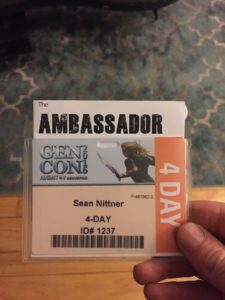 The
AMBASSADOR
GEN
CON
4 DAY
Sean Nittner
4-DAY
ID# 1237